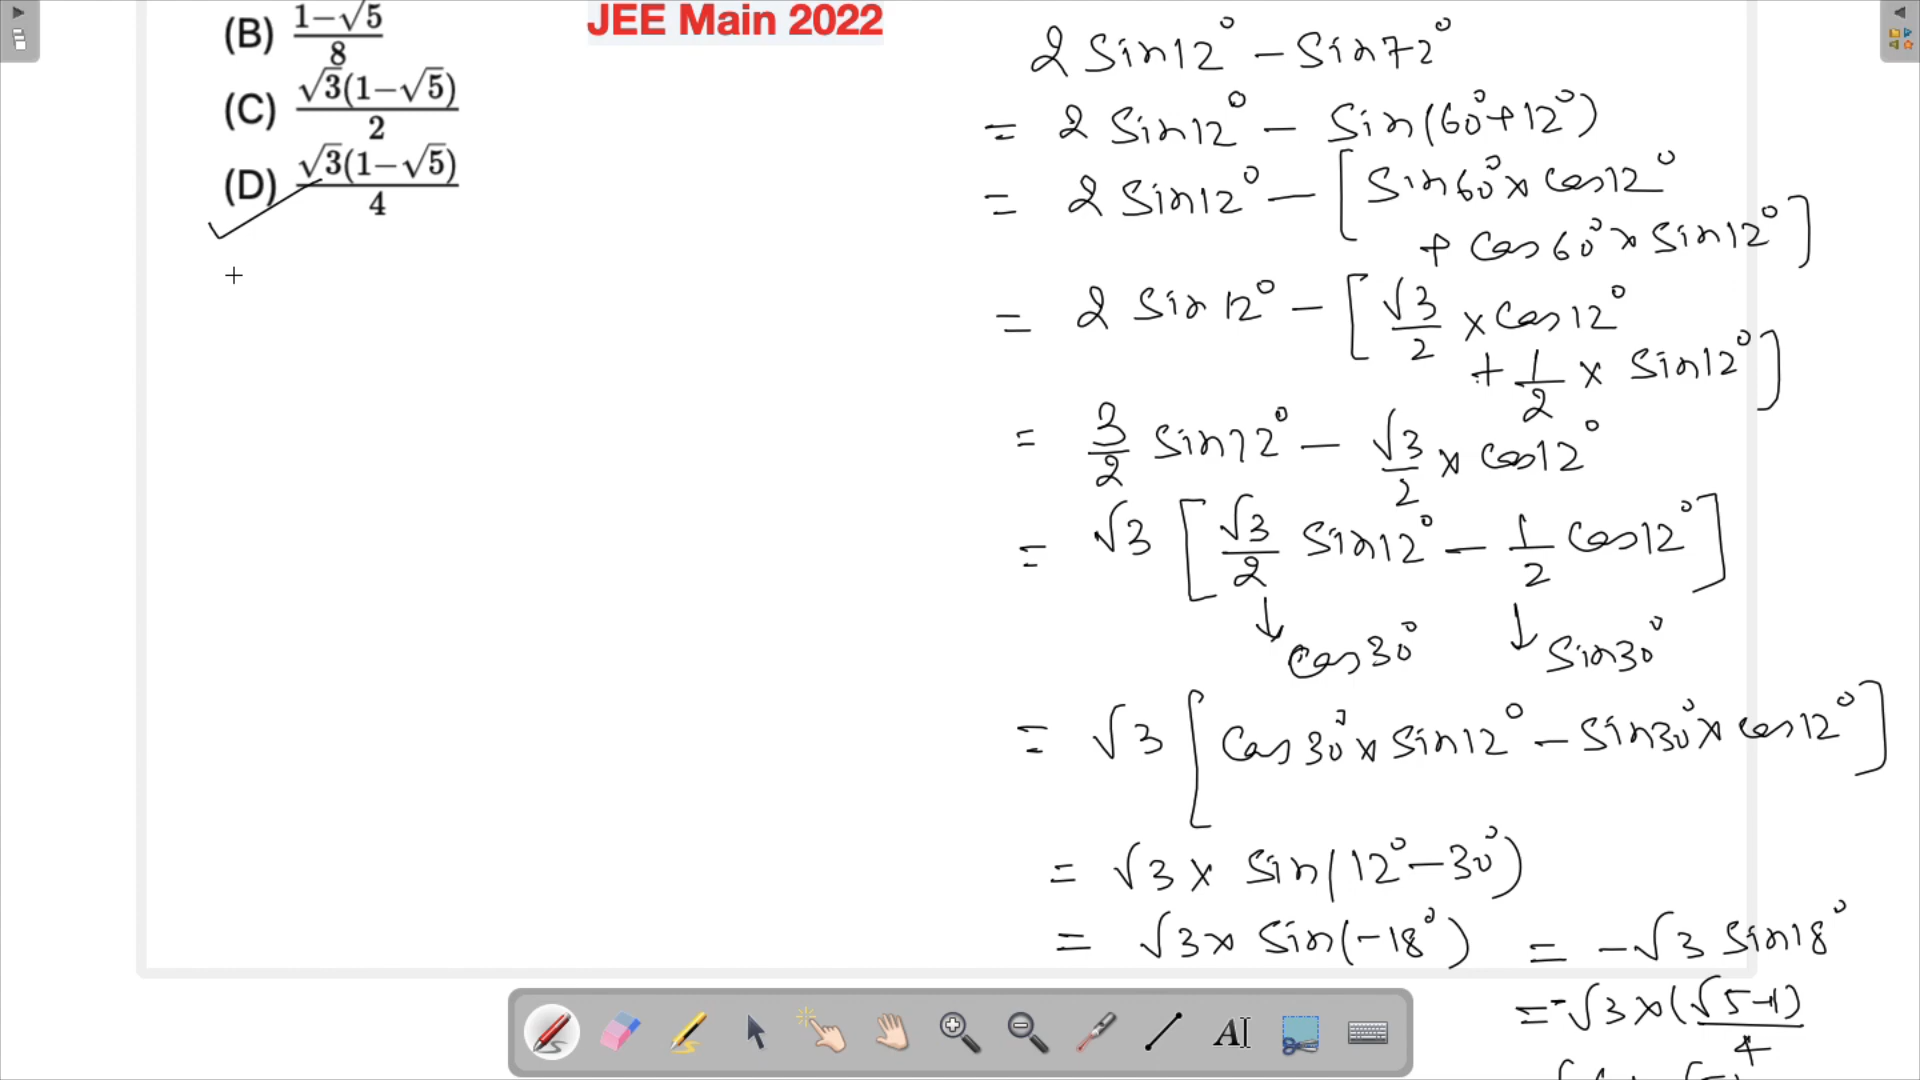 (B) 1−√5/8
JEE Main 2022
(C) √3(1−√5)/2
(D) √3(1−√5)/4
2 Sin12° − Sin72°
= 2 Sin12° − Sin(60°+12°)
= 2 Sin12° − [Sin60° × Cos12°
+ Cos60° × Sin12°]
= 2 Sin12° − [√3/2 × Cos12°
+ 1/2 × Sin12°]
= 3/2 Sin12° − √3/2 × Cos12°
= √3 [√3/2 Sin12° − 1/2 Cos12°]
↓ Cos30° ↓ Sin30°
= √3 [Cos30° × Sin12° − Sin30° × Cos12°]
= √3 × Sin(12°−30°)
= √3 × Sin(−18°) = −√3 Sin18°
= −√3 × (√5−1)/4
AI